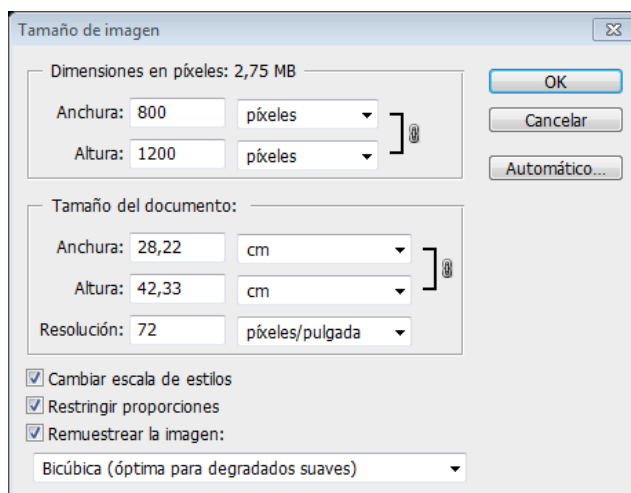 Tamaño de imagen
Dimensiones en píxeles: 2,75 MB
Anchura: 800 píxeles
Altura: 1200 píxeles
OK
Cancelar
Automático...
Tamaño del documento:
Anchura: 28,22 cm
Altura: 42,33 cm
Resolución: 72 píxeles/pulgada
Cambiar escala de estilos
Restringir proporciones
Remuestrear la imagen:
Bicúbica (óptima para degradados suaves)